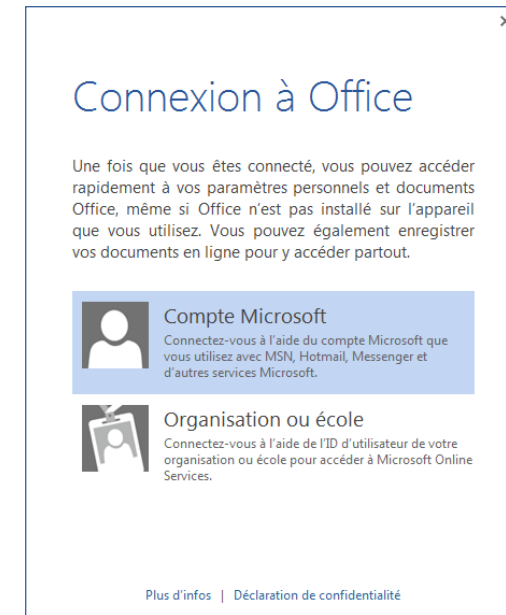 Connexion à Office
Une fois que vous êtes connecté, vous pouvez accéder
rapidement à vos paramètres personnels et documents
Office, même si Office n'est pas installé sur l'appareil
que vous utilisez. Vous pouvez également enregistrer
vos documents en ligne pour y accéder partout.
Compte Microsoft
Connectez-vous à l'aide du compte Microsoft que
vous utilisez avec MSN, Hotmail, Messenger et
d'autres services Microsoft.
Organisation ou école
Connectez-vous à l'aide de l'ID d'utilisateur de votre
organisation ou école pour accéder à Microsoft Online
Services.
Plus d'infos | Déclaration de confidentialité